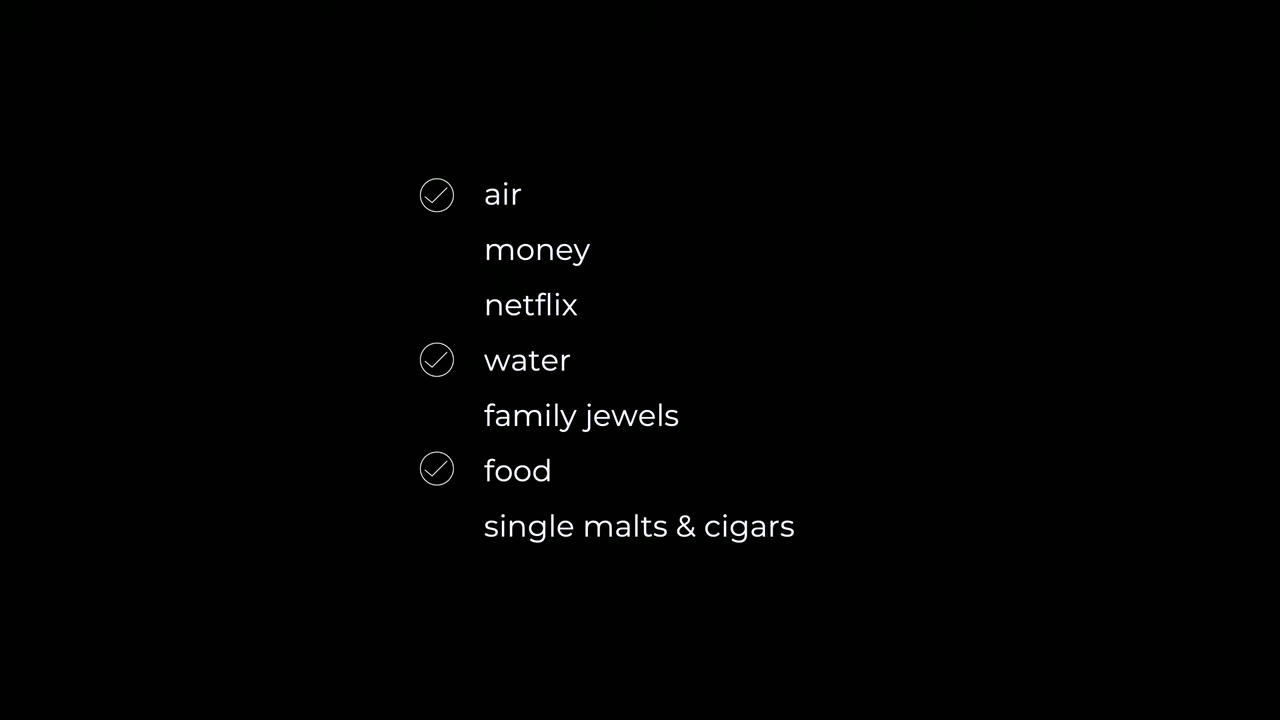 air
money
netflix
water
family jewels
food
single malts & cigars